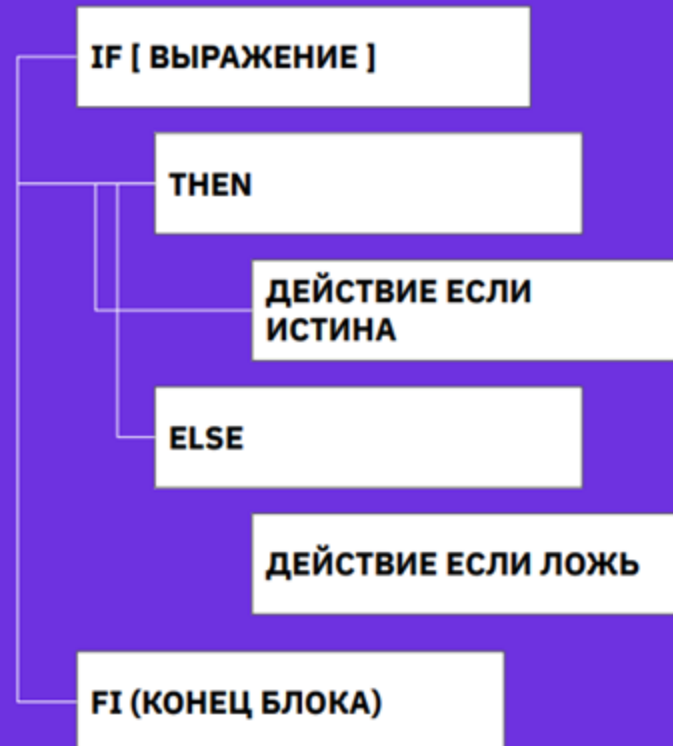 IF [ ВЫРАЖЕНИЕ ]
THEN
ДЕЙСТВИЕ ЕСЛИ
ИСТИНА
ELSE
ДЕЙСТВИЕ ЕСЛИ ЛОЖЬ
FI (КОНЕЦ БЛОКА)